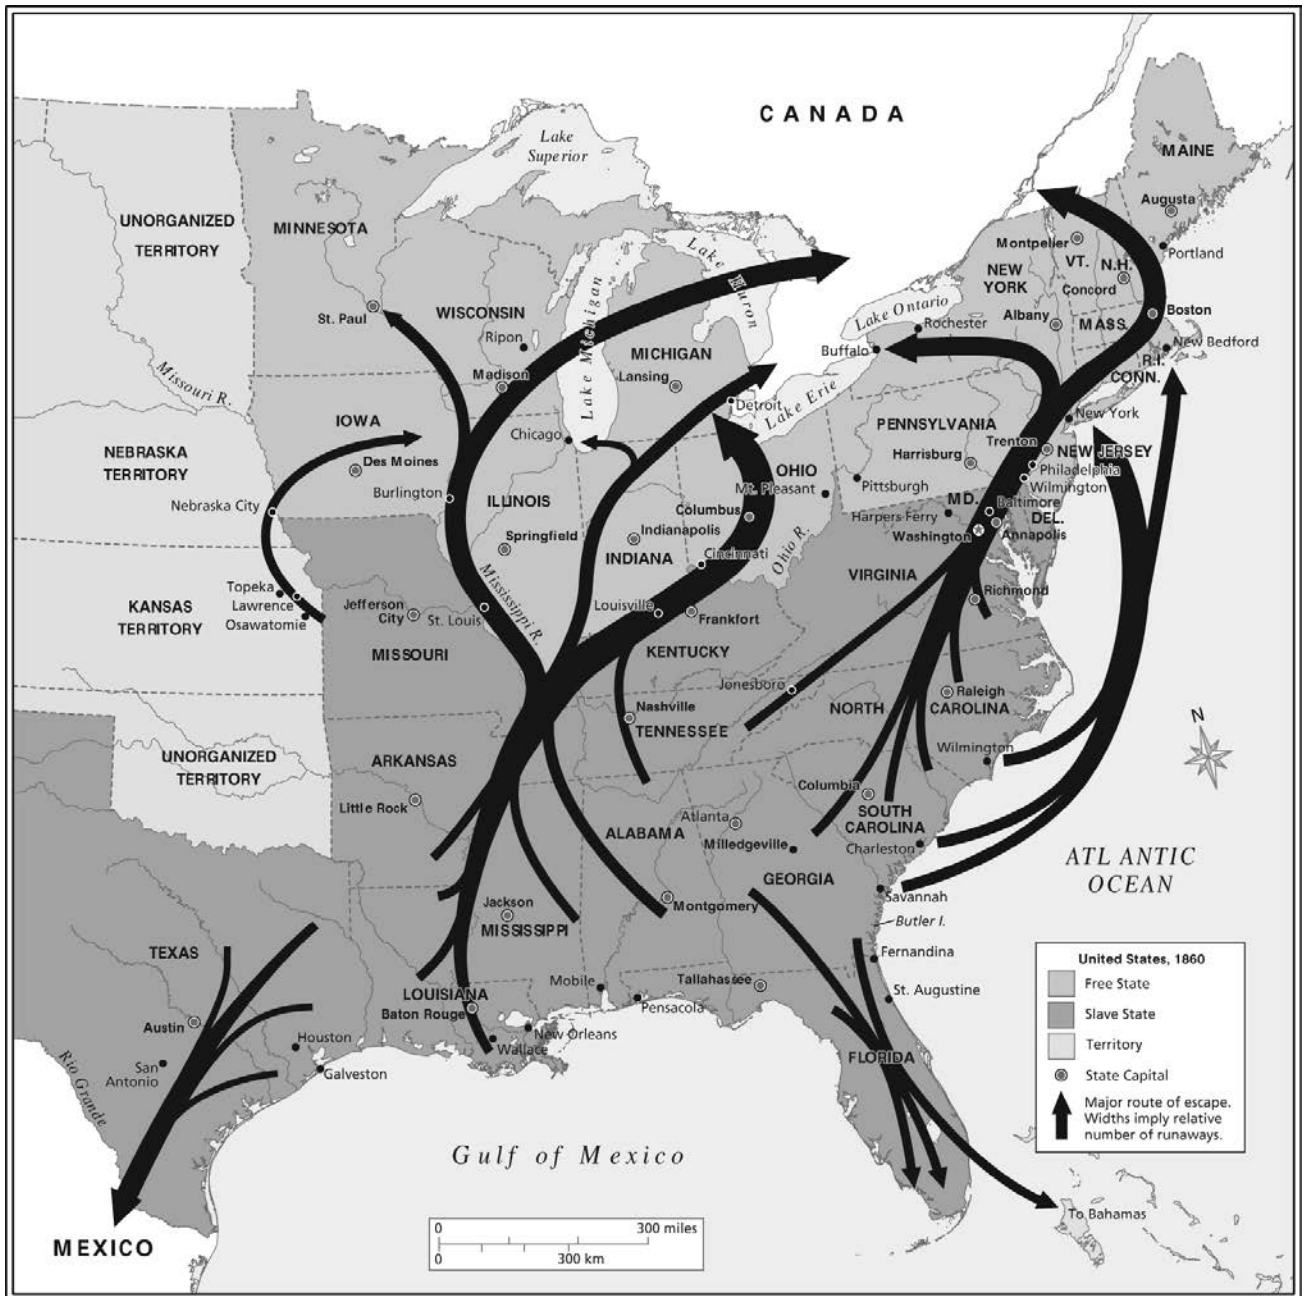 CANADA
Lake
Superior
MAINE
Augusta
UNORGANIZED
TERRITORY
MINNESOTA
Montpelier
VT.
N.H.
Portland
Lake Huron
Lake Michigan
NEW
YORK
Concord
St. Paul
WISCONSIN
Ripon
Lake Ontario
Rochester
Albany
MASS.
Boston
MICHIGAN
Lansing
Buffalo
New Bedford
R.I.
CONN.
Madison
Missouri R.
Lake Erie
Detroit
New York
IOWA
Chicago
PENNSYLVANIA
Trenton
NEW JERSEY
NEBRASKA
TERRITORY
Des Moines
Harrisburg
Philadelphia
OHIO
Mt. Pleasant
Pittsburgh
Wilmington
Nebraska City
Burlington
ILLINOIS
MD.
Baltimore
Columbus
Harpers Ferry
DEL.
Springfield
Indianapolis
Washington
Annapolis
INDIANA
Cincinnati
Ohio R.
VIRGINIA
Mississippi R.
Topeka
Lawrence
Osawatomie
KANSAS
TERRITORY
Jefferson
City
St. Louis
Louisville
Frankfort
Richmond
MISSOURI
KENTUCKY
Jonesboro
Raleigh
Nashville
TENNESSEE
NORTH
CAROLINA
UNORGANIZED
TERRITORY
ARKANSAS
Wilmington
N
Little Rock
Columbia
SOUTH
CAROLINA
ALABAMA
Atlanta
Milledgeville
Charleston
ATLANTIC
OCEAN
GEORGIA
Savannah
Jackson
MISSISSIPPI
Montgomery
Butler I.
TEXAS
Fernandina
LOUISIANA
Baton Rouge
Mobile
Tallahassee
St. Augustine
Pensacola
Austin
New Orleans
Wallace
Houston
San
Antonio
Galveston
FLORIDA
Rio Grande
United States, 1860
Free State
Slave State
Territory
State Capital
Major route of escape.
Widths imply relative
number of runaways.
Gulf of Mexico
To Bahamas
MEXICO
0 300 miles
0 300 km